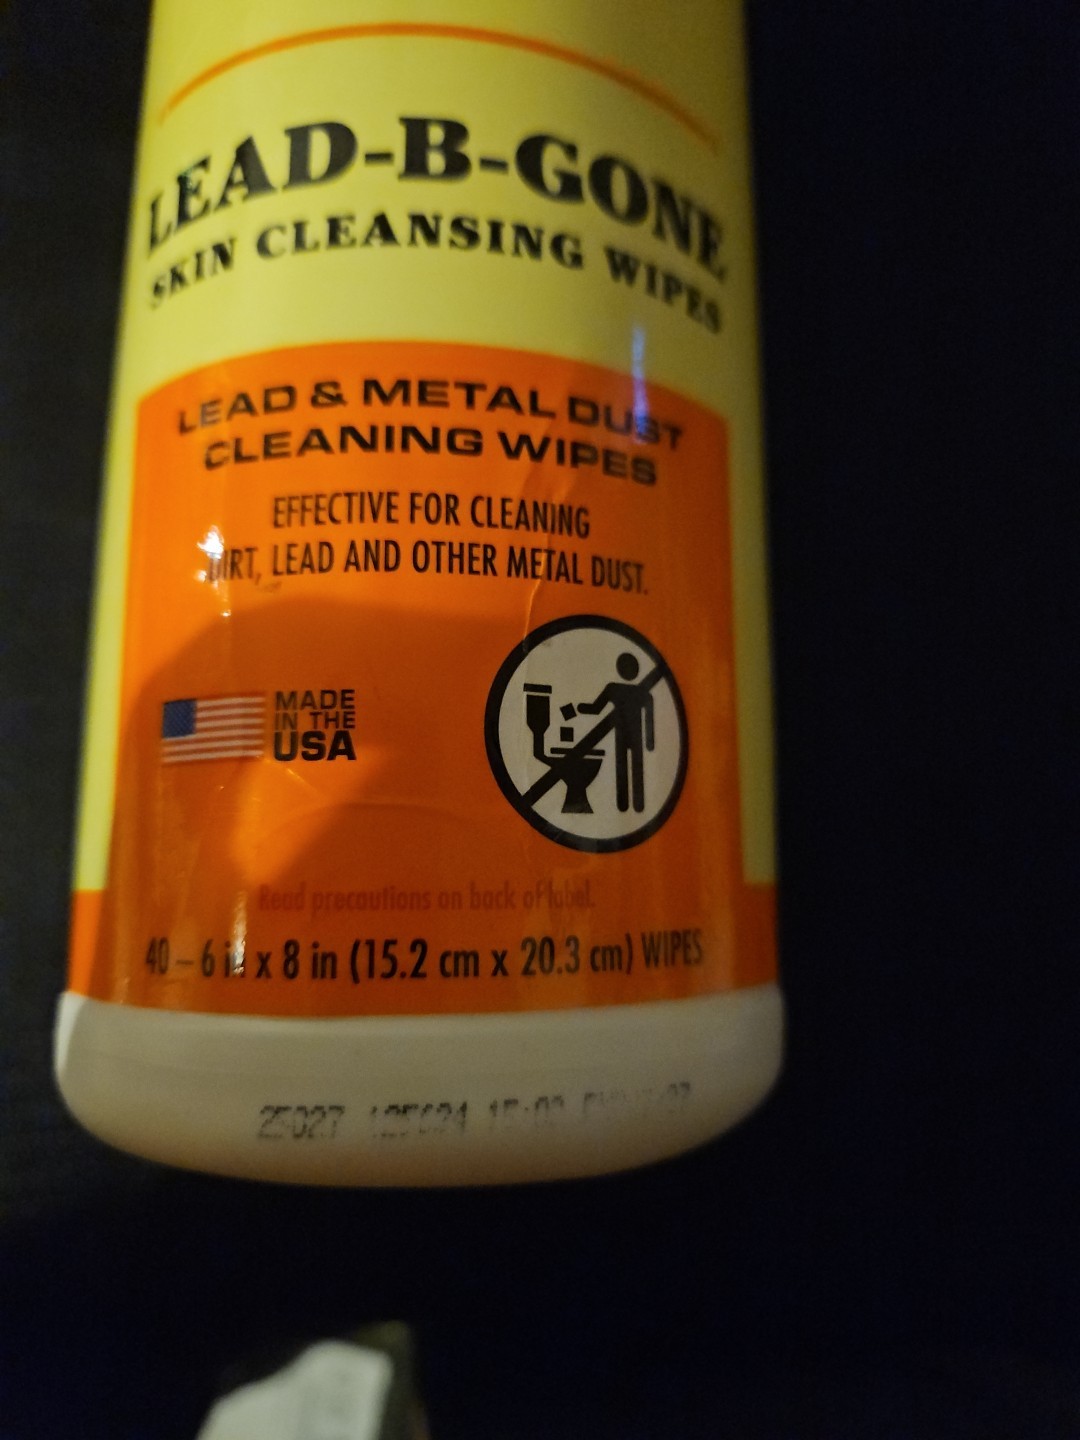 LEAD-B-GONE
SKIN CLEANSING WIPES
LEAD & METAL DUST
CLEANING WIPES
EFFECTIVE FOR CLEANING
DIRT, LEAD AND OTHER METAL DUST.
MADE
IN THE
USA
Read precautions on back of label.
40 – 6 in x 8 in (15.2 cm x 20.3 cm) WIPES
25027